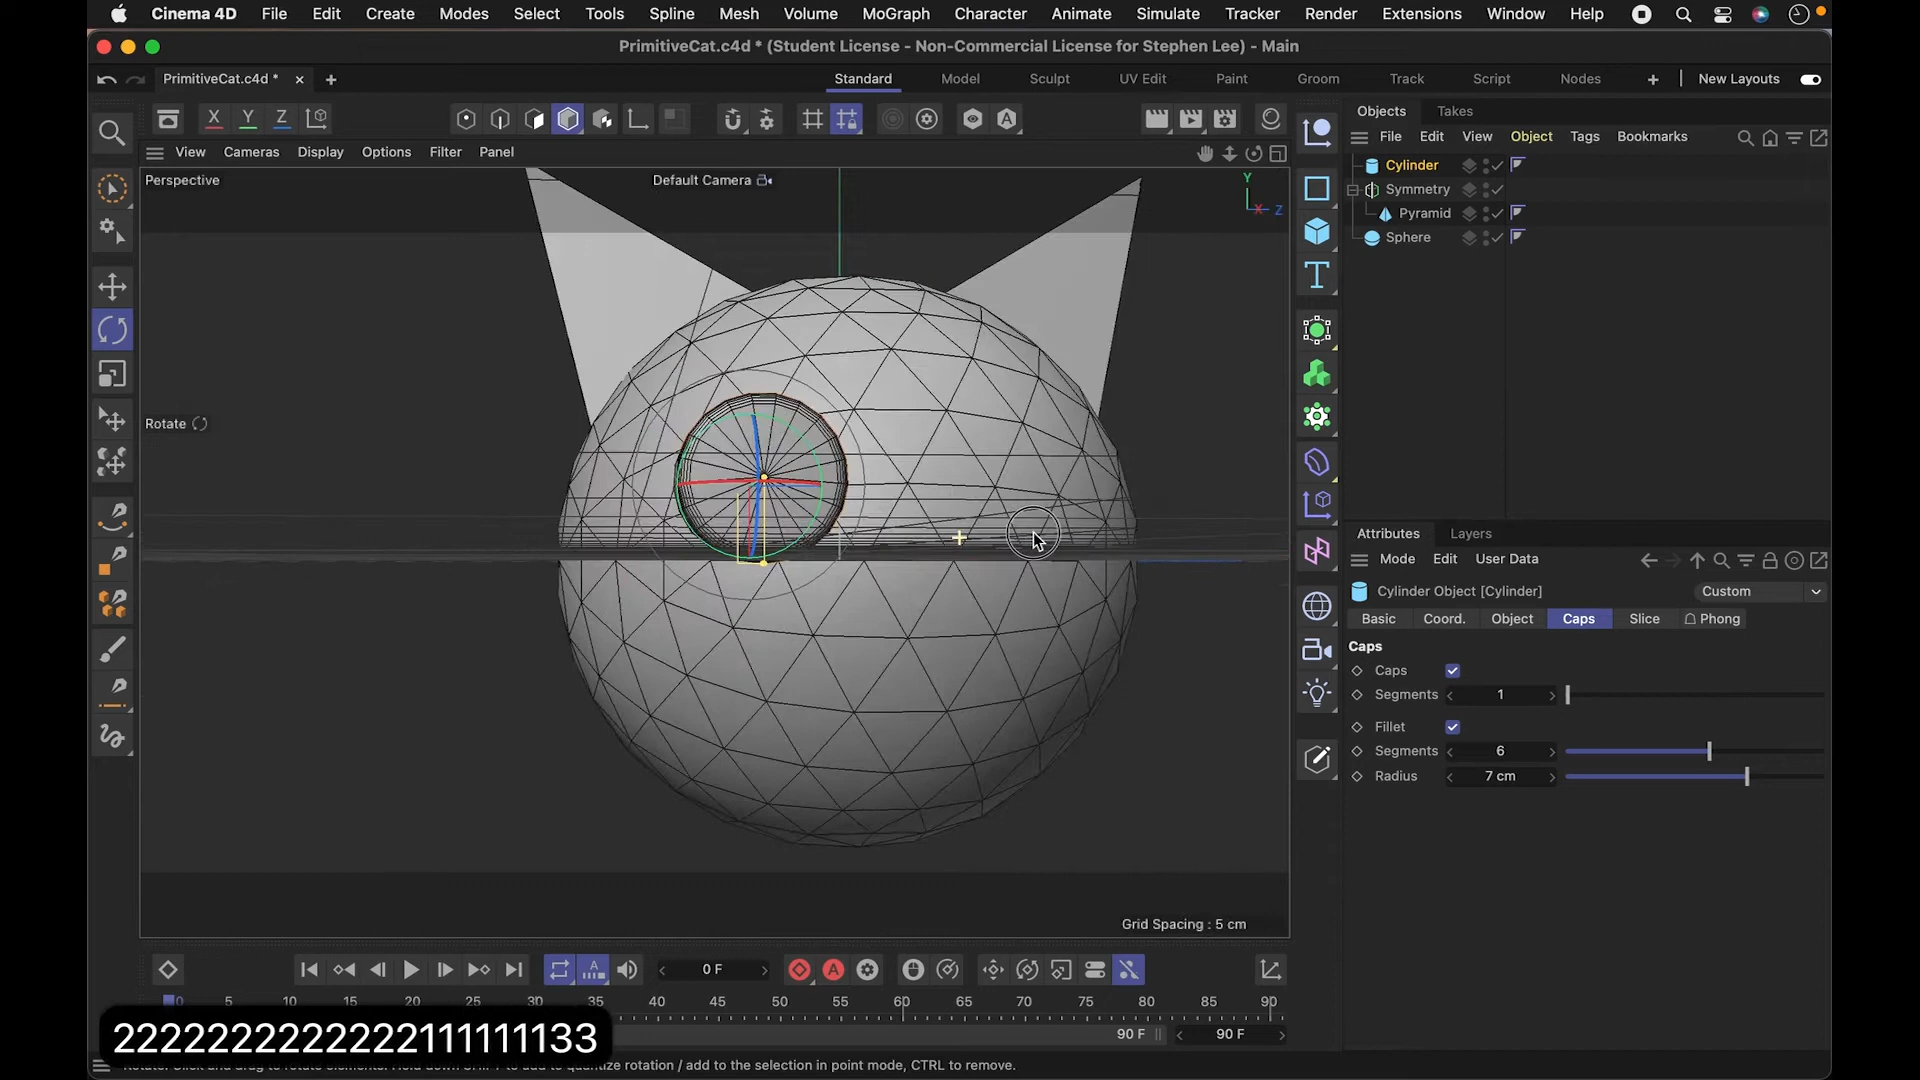 Cinema 4D File Edit Create Modes Select Tools Spline Mesh Volume MoGraph Character Animate Simulate Tracker Render Extensions Window Help
PrimitiveCat.c4d * (Student License - Non-Commercial License for Stephen Lee) - Main
PrimitiveCat.c4d * Standard Model Sculpt UV Edit Paint Groom Track Script Nodes New Layouts
X Y Z
Objects Takes
File Edit View Object Tags Bookmarks
View Cameras Display Options Filter Panel
Perspective
Default Camera
Y
X Z
Cylinder
Symmetry
Pyramid
Sphere
Rotate
Attributes Layers
Mode Edit User Data
Cylinder Object [Cylinder] Custom
Basic Coord. Object Caps Slice Phong
Caps
Caps
Segments 1
Fillet
Segments 6
Radius 7 cm
Grid Spacing : 5 cm
0 F
0 5 10 15 20 25 30 35 40 45 50 55 60 65 70 75 80 85 90
90 F 90 F
2222222222222111111133
add to the selection in point mode, CTRL to remove.